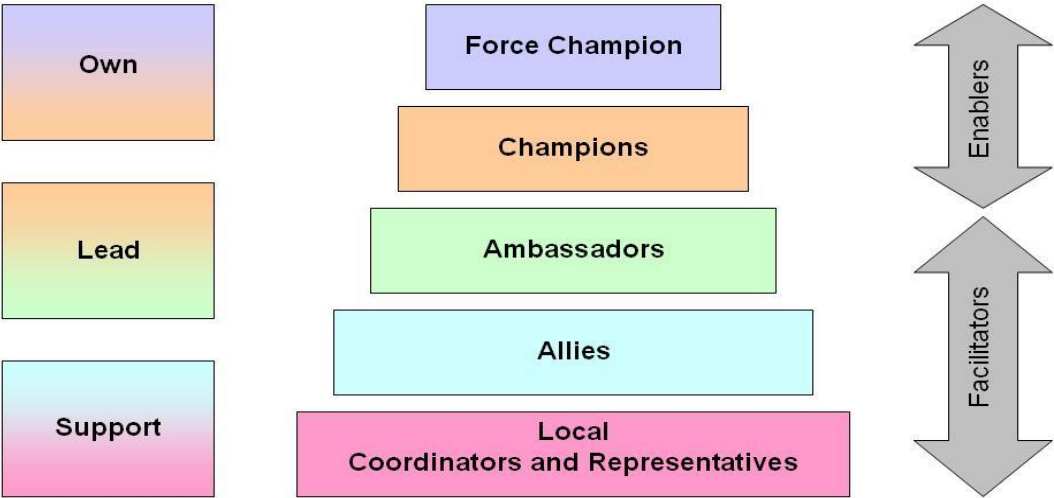 Own
Lead
Support
Force Champion
Champions
Ambassadors
Allies
Local
Coordinators and Representatives
Enablers
Facilitators